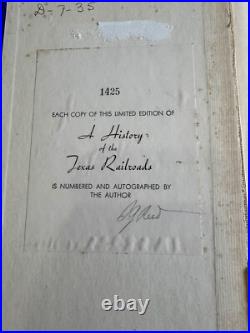 D-7-35
1425
EACH COPY OF THIS LIMITED EDITION OF
A History
of the
Texas Railroads
IS NUMBERED AND AUTOGRAPHED BY
THE AUTHOR